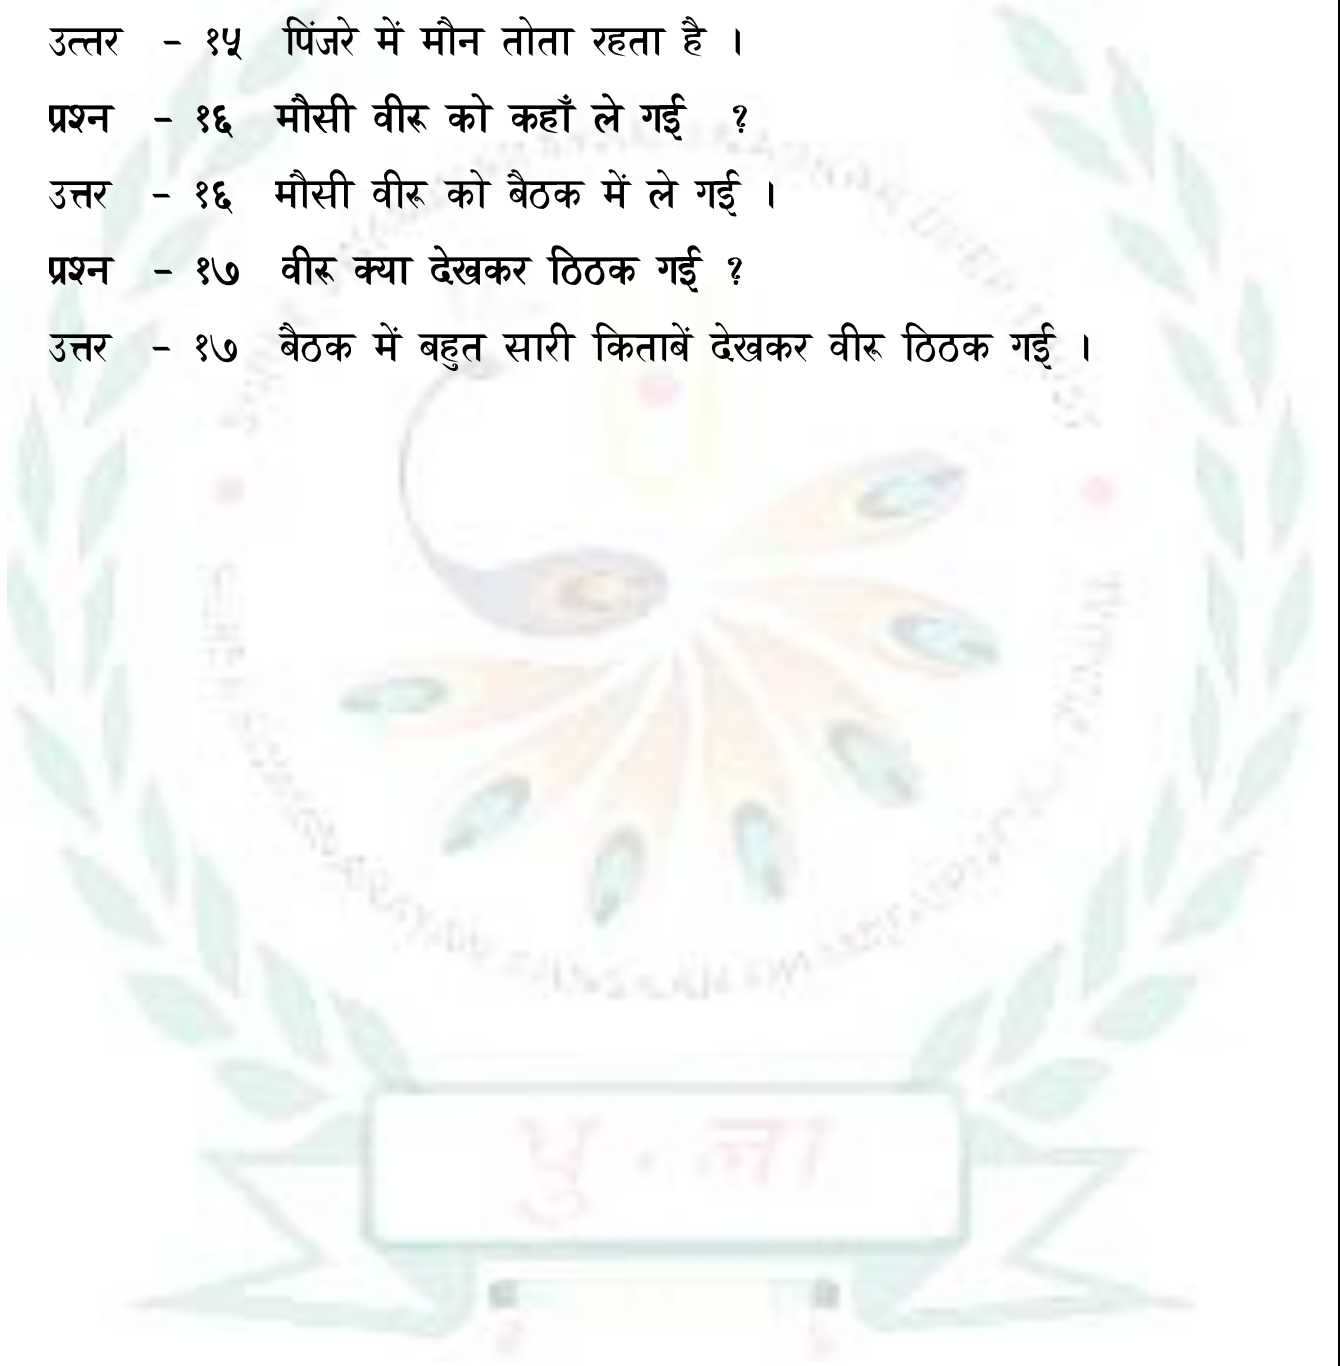 उत्तर - १५ पिंजरे में मौन तोता रहता है ।
प्रश्न - १६ मौसी वीरू को कहाँ ले गई ?
उत्तर - १६ मौसी वीरू को बैठक में ले गई ।
प्रश्न - १७ वीरू क्या देखकर ठिठक गई ?
उत्तर - १७ बैठक में बहुत सारी किताबें देखकर वीरू ठिठक गई ।